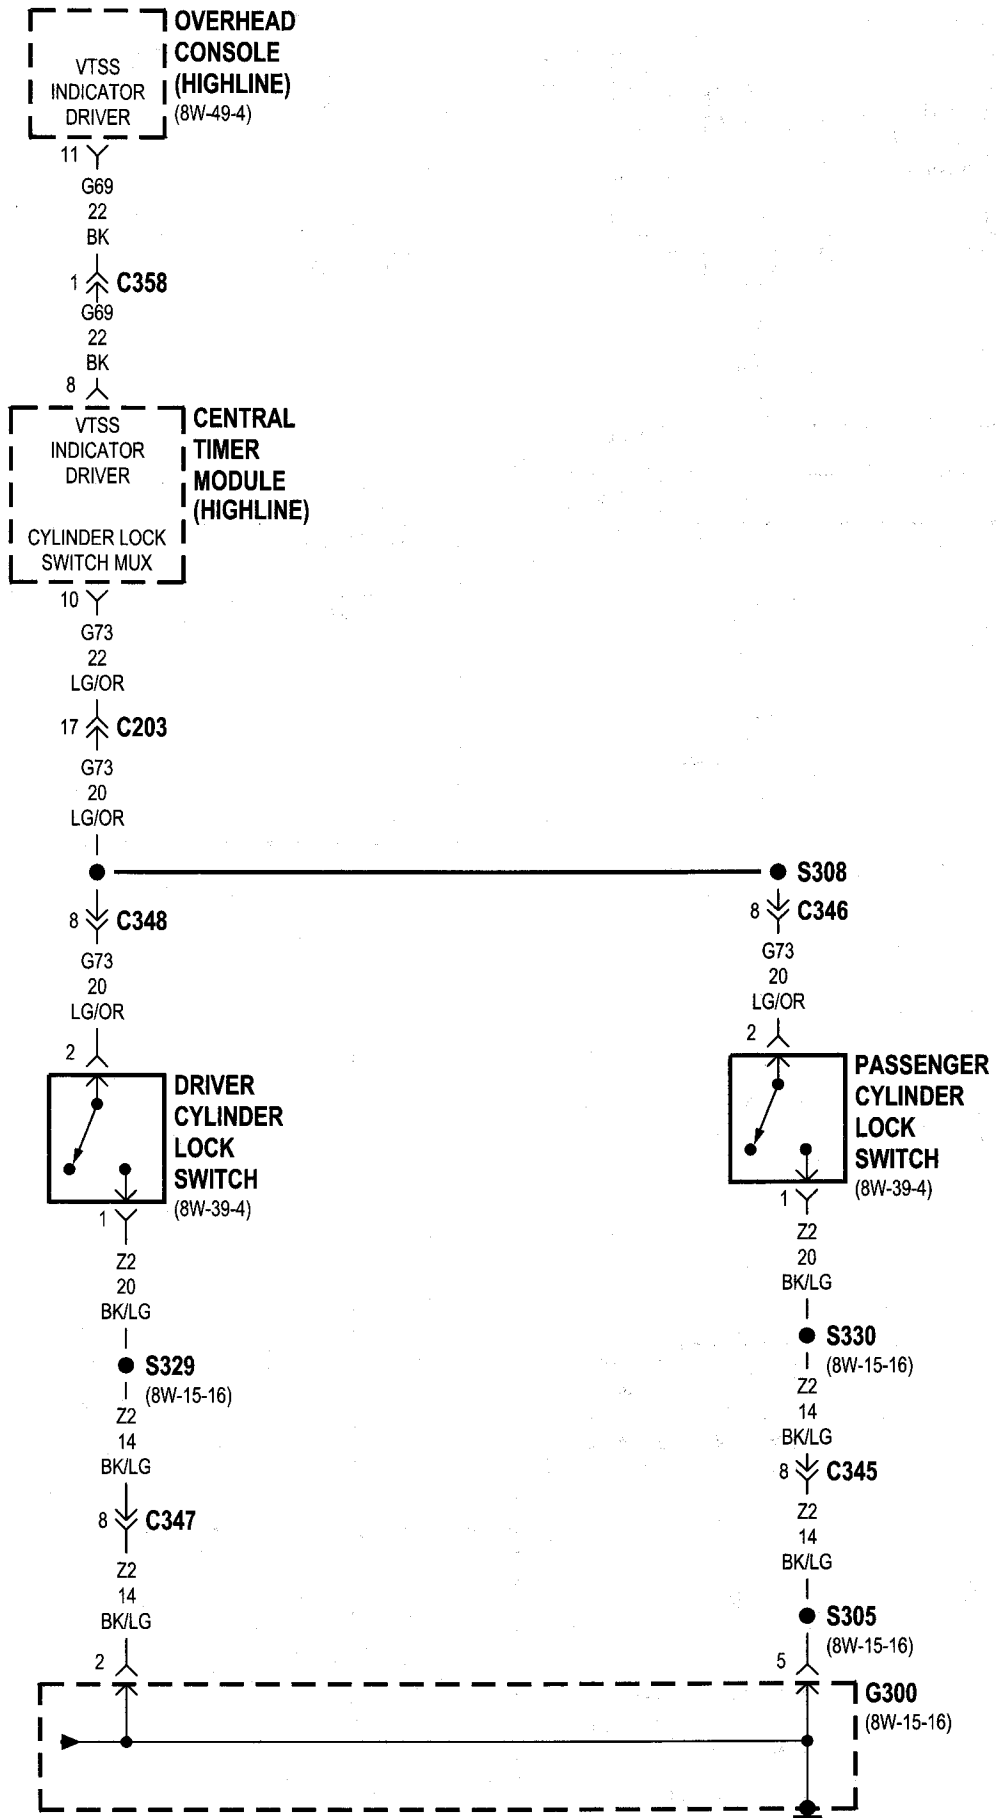 OVERHEAD
CONSOLE
(HIGHLINE)
(8W-49-4)
VTSS
INDICATOR
DRIVER
11
G69
22
BK
1 C358
G69
22
BK
8
CENTRAL
TIMER
MODULE
(HIGHLINE)
VTSS
INDICATOR
DRIVER
CYLINDER LOCK
SWITCH MUX
10
G73
22
LG/OR
17 C203
G73
20
LG/OR
S308
8 C348
G73
20
LG/OR
2
DRIVER
CYLINDER
LOCK
SWITCH
(8W-39-4)
1
Z2
20
BK/LG
S329
(8W-15-16)
Z2
14
BK/LG
8 C347
Z2
14
BK/LG
2
8 C346
G73
20
LG/OR
2
PASSENGER
CYLINDER
LOCK
SWITCH
(8W-39-4)
1
Z2
20
BK/LG
S330
(8W-15-16)
Z2
14
BK/LG
8 C345
Z2
14
BK/LG
S305
(8W-15-16)
5
G300
(8W-15-16)